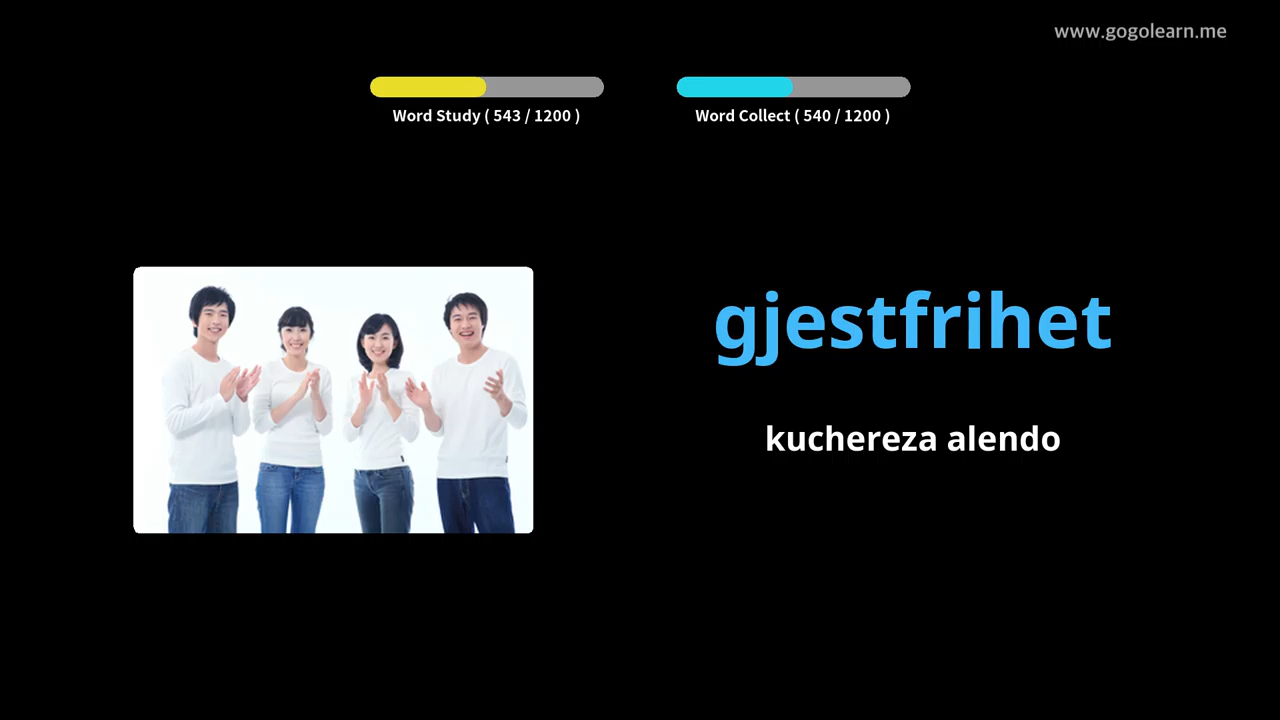 www.gogolearn.me
Word Study ( 543 / 1200 )
Word Collect ( 540 / 1200 )
gjestfrihet
kuchereza alendo